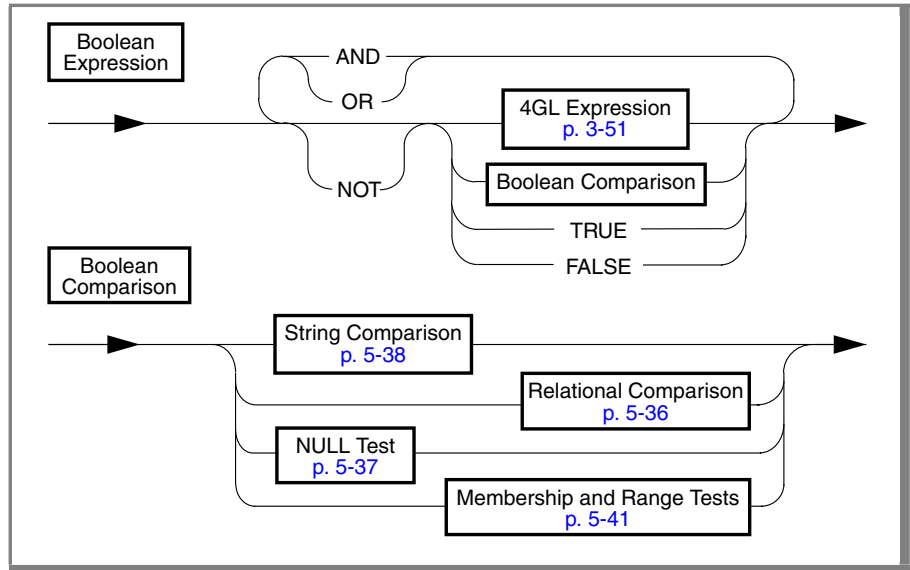 Boolean
Expression
AND
OR
NOT
4GL Expression
p. 3-51
Boolean Comparison
TRUE
FALSE
Boolean
Comparison
String Comparison
p. 5-38
Relational Comparison
p. 5-36
NULL Test
p. 5-37
Membership and Range Tests
p. 5-41